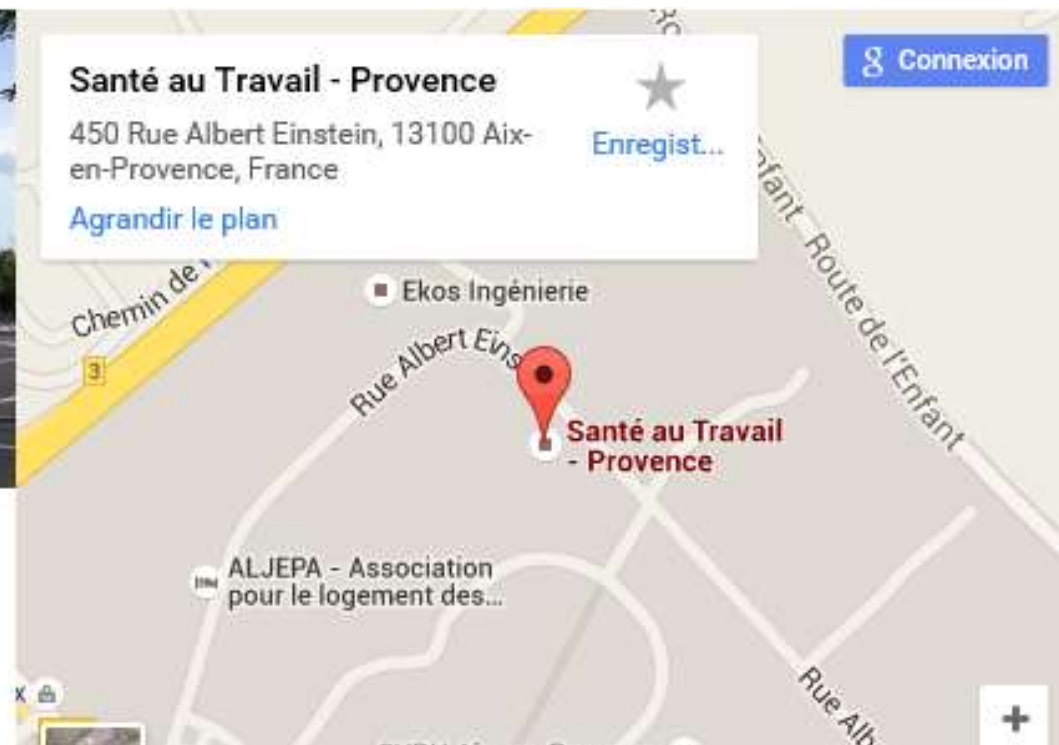 Santé au Travail - Provence
450 Rue Albert Einstein, 13100 Aix-
en-Provence, France
Agrandir le plan
Enregist...
g Connexion
Chemin de
3
Ekos Ingénierie
Rue Albert Eins
Route de l'Enfant
Santé au Travail
- Provence
ALJEPA - Association
pour le logement des...
Rue Alb
+